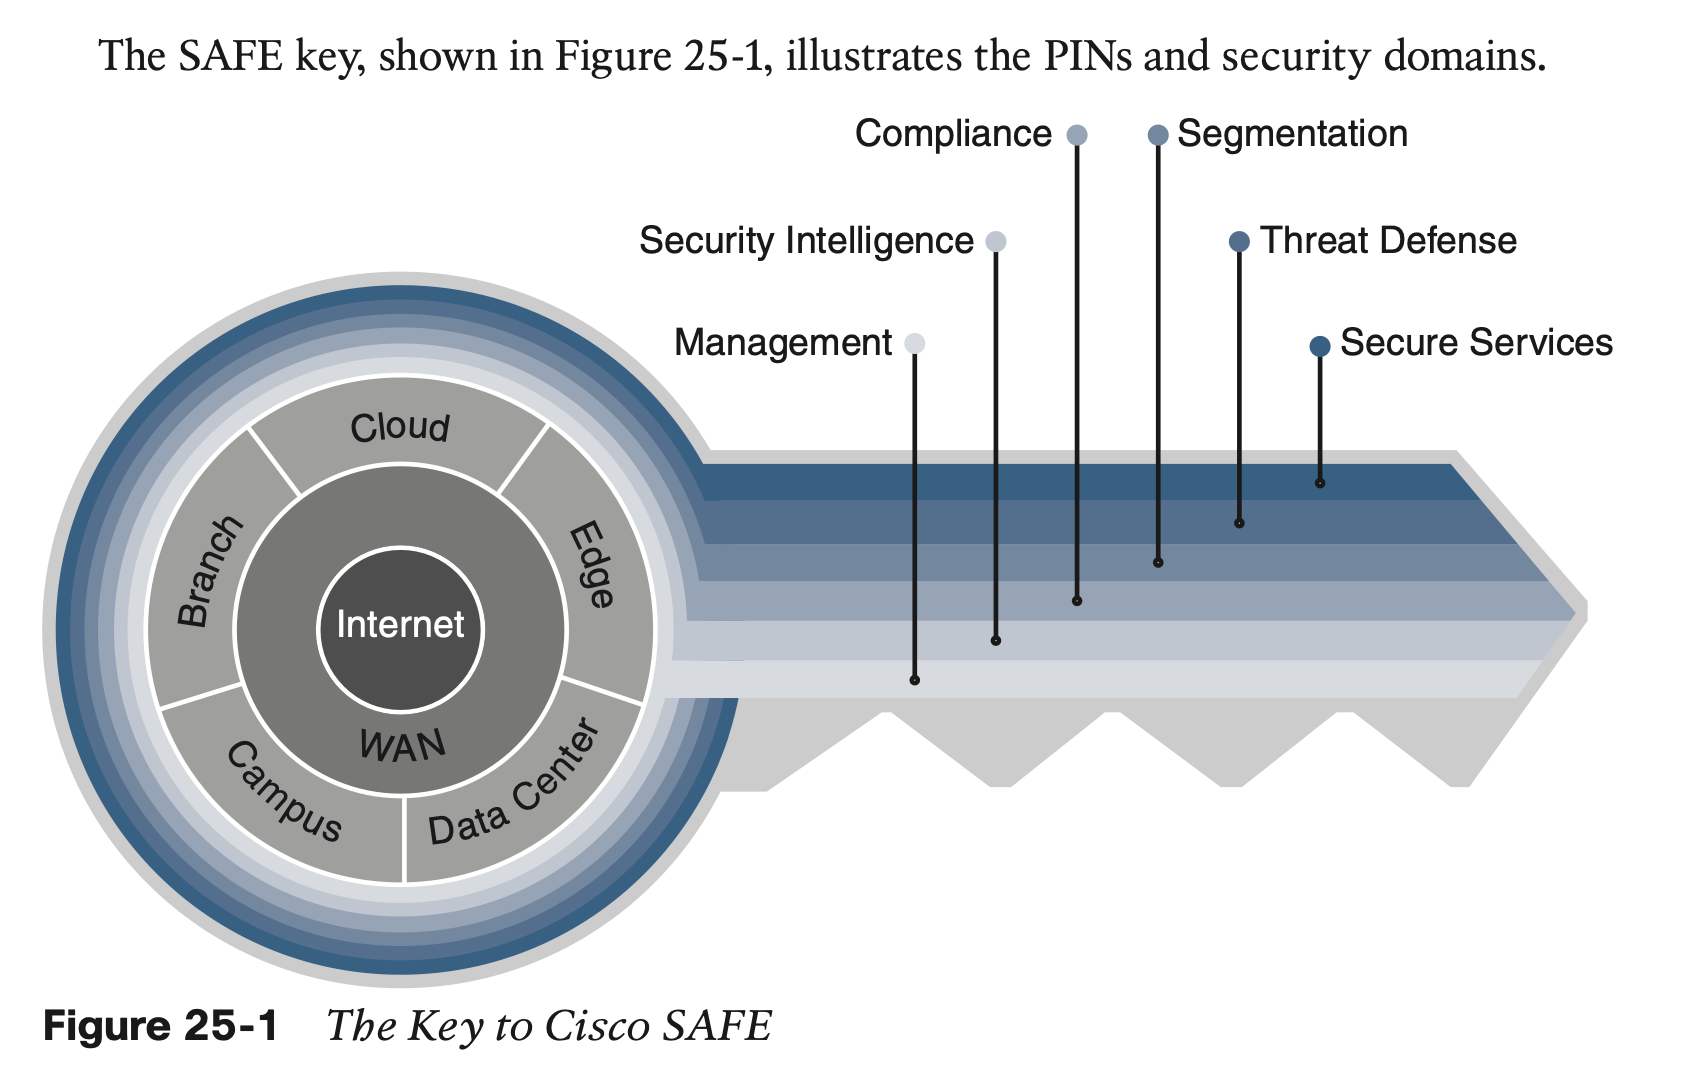 The SAFE key, shown in Figure 25-1, illustrates the PINs and security domains.
Compliance
Segmentation
Security Intelligence
Threat Defense
Management
Secure Services
Cloud
Branch
Edge
Internet
WAN
Campus
Data Center
Figure 25-1 The Key to Cisco SAFE